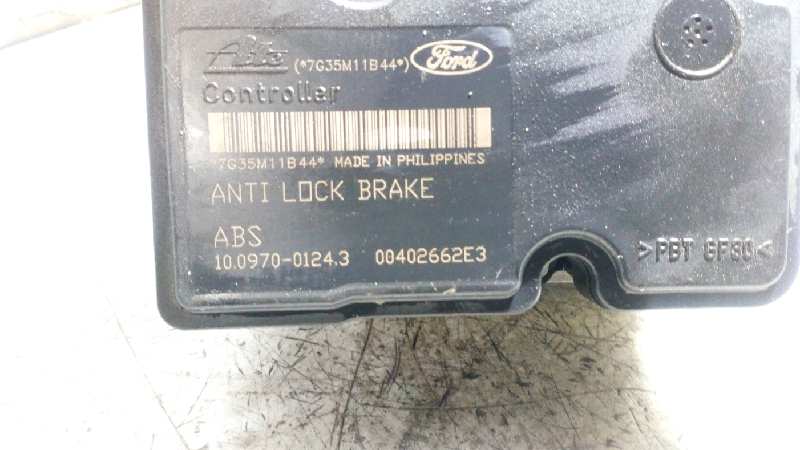 Ate (*7G35M11B44*) Ford
Controller
*7G35M11B44* MADE IN PHILIPPINES
ANTI LOCK BRAKE
ABS
10.0970-0124.3 00402662E3
>PBT GF30<